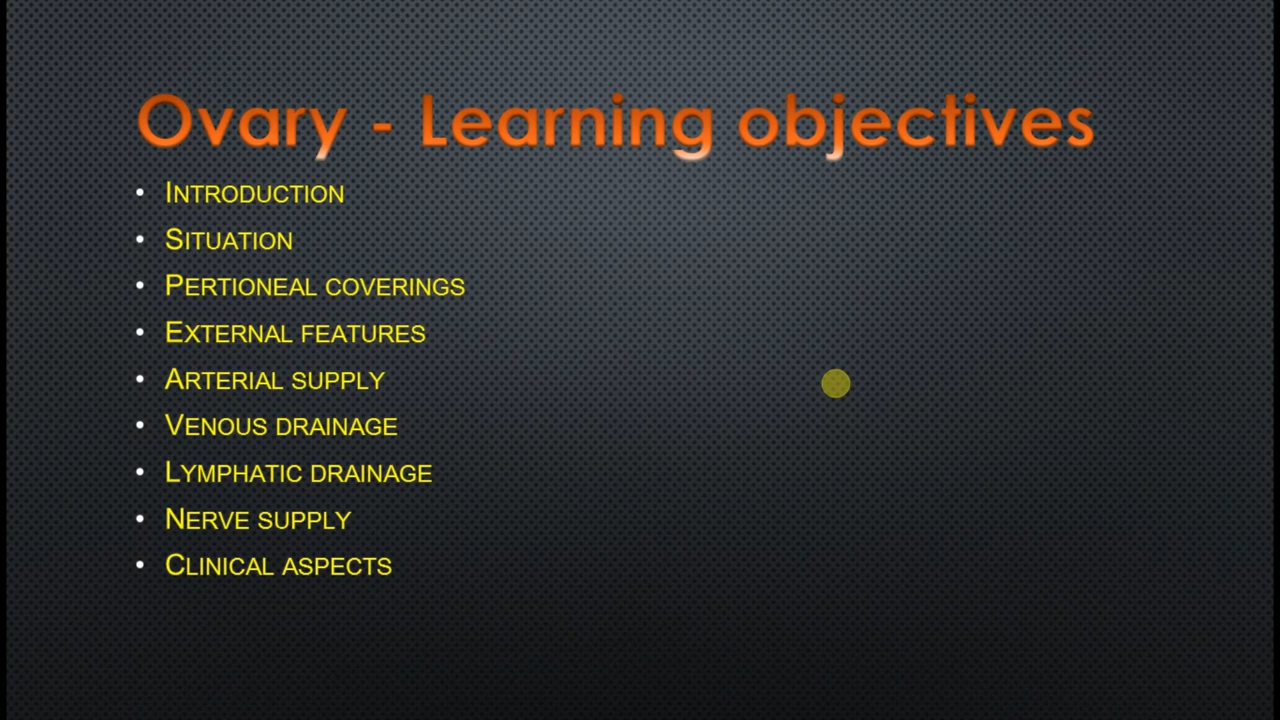 Ovary - Learning objectives
• INTRODUCTION
• SITUATION
• PERTIONEAL COVERINGS
• EXTERNAL FEATURES
• ARTERIAL SUPPLY
• VENOUS DRAINAGE
• LYMPHATIC DRAINAGE
• NERVE SUPPLY
• CLINICAL ASPECTS